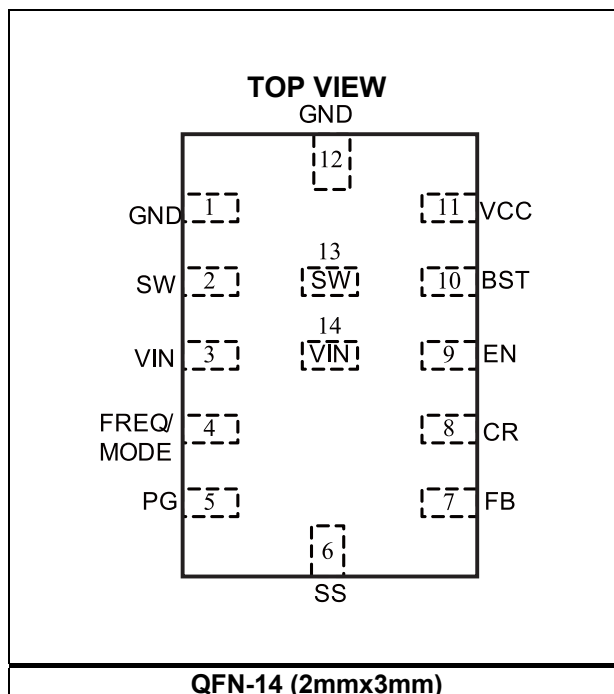 TOP VIEW
GND
12
GND 1 11 VCC
13
SW 2 SW 10 BST
14
VIN 3 VIN 9 EN
FREQ/
MODE 4 8 CR
PG 5 7 FB
6
SS
QFN-14 (2mmx3mm)